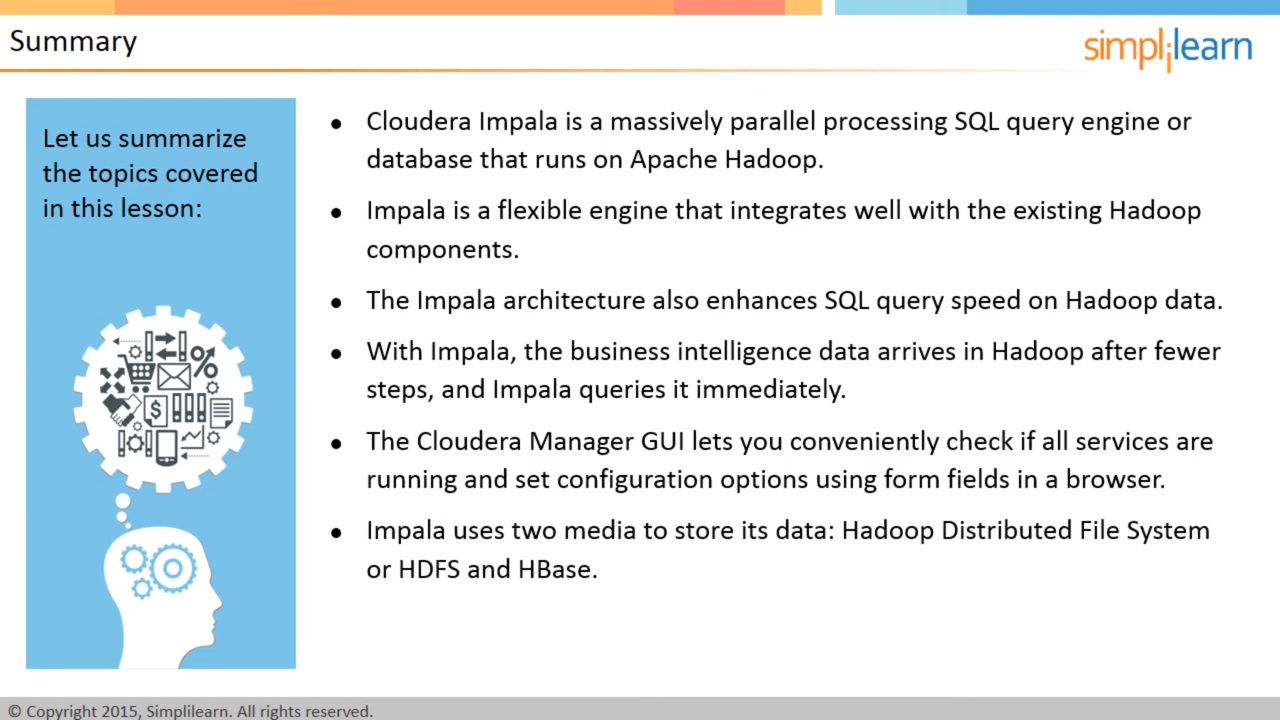 Summary
simplilearn
Let us summarize
the topics covered
in this lesson:
● Cloudera Impala is a massively parallel processing SQL query engine or
database that runs on Apache Hadoop.
● Impala is a flexible engine that integrates well with the existing Hadoop
components.
● The Impala architecture also enhances SQL query speed on Hadoop data.
● With Impala, the business intelligence data arrives in Hadoop after fewer
steps, and Impala queries it immediately.
● The Cloudera Manager GUI lets you conveniently check if all services are
running and set configuration options using form fields in a browser.
● Impala uses two media to store its data: Hadoop Distributed File System
or HDFS and HBase.
© Copyright 2015, Simplilearn. All rights reserved.